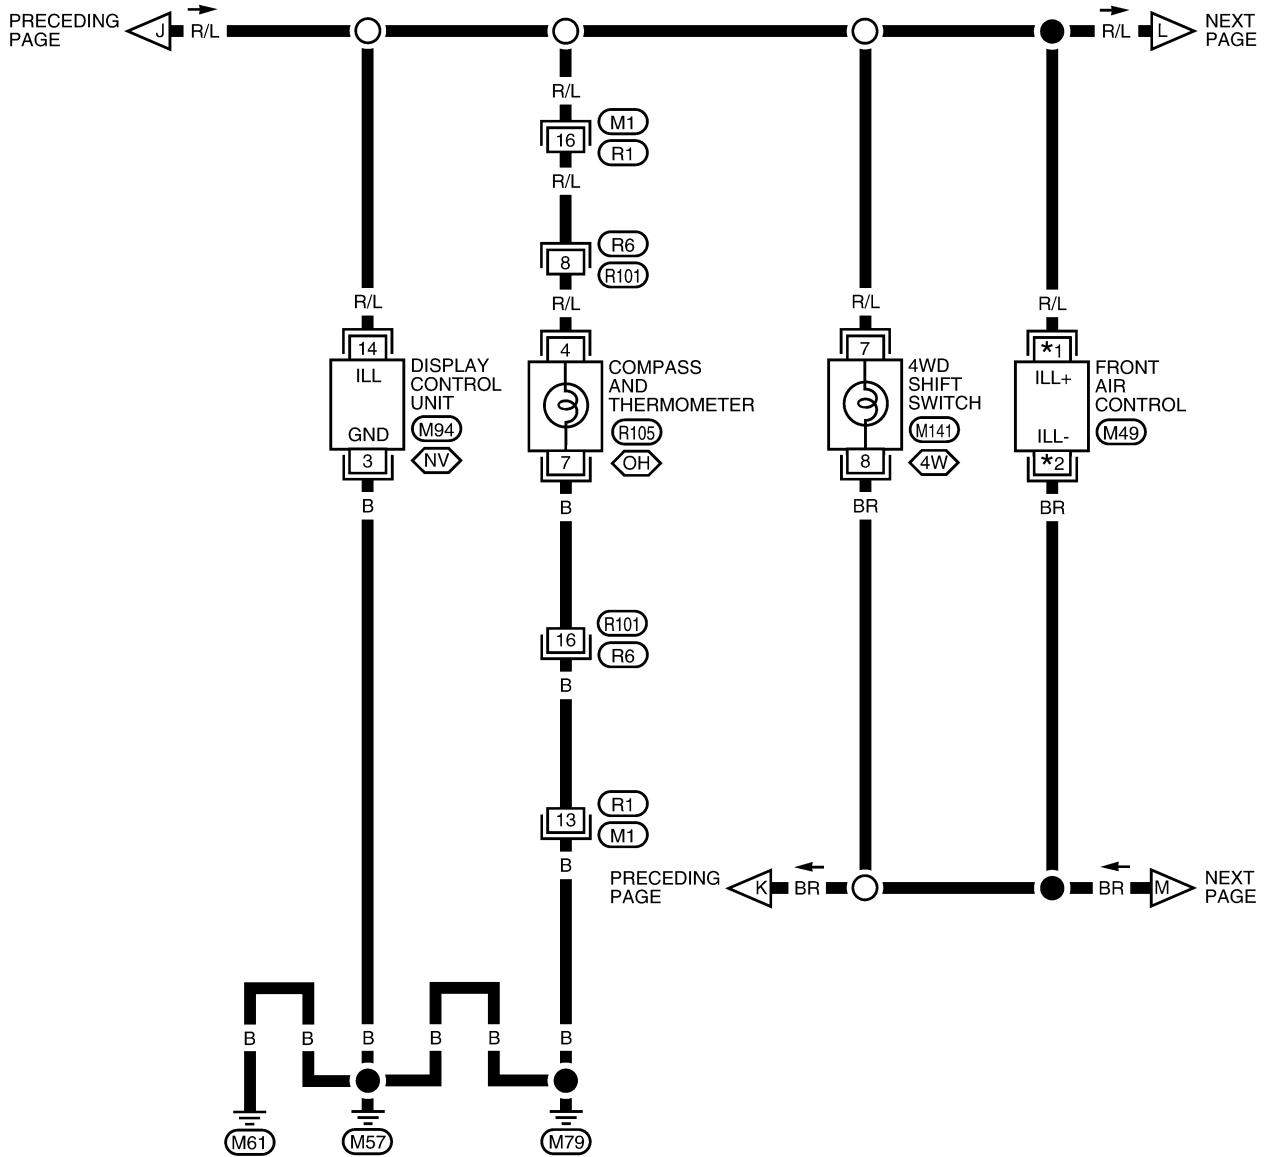 PRECEDING
PAGE
J
R/L
R/L
L
NEXT
PAGE
R/L
16
M1
R1
R/L
8
R6
R101
R/L
R/L
R/L
R/L
14
ILL
GND
3
DISPLAY
CONTROL
UNIT
M94
NV
4
7
COMPASS
AND
THERMOMETER
R105
OH
7
8
4WD
SHIFT
SWITCH
M141
4W
*1
ILL+
ILL-
*2
FRONT
AIR
CONTROL
M49
B
B
BR
BR
16
R101
R6
B
13
R1
M1
B
PRECEDING
PAGE
K
BR
BR
M
NEXT
PAGE
B
B
B
B
B
B
M61
M57
M79